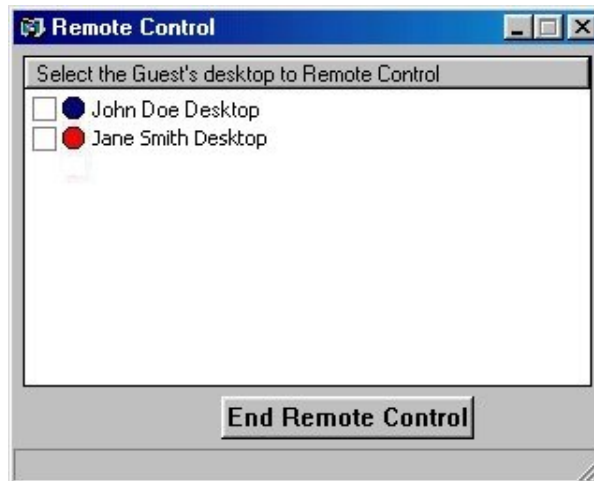 Remote Control
Select the Guest's desktop to Remote Control
John Doe Desktop
Jane Smith Desktop
End Remote Control